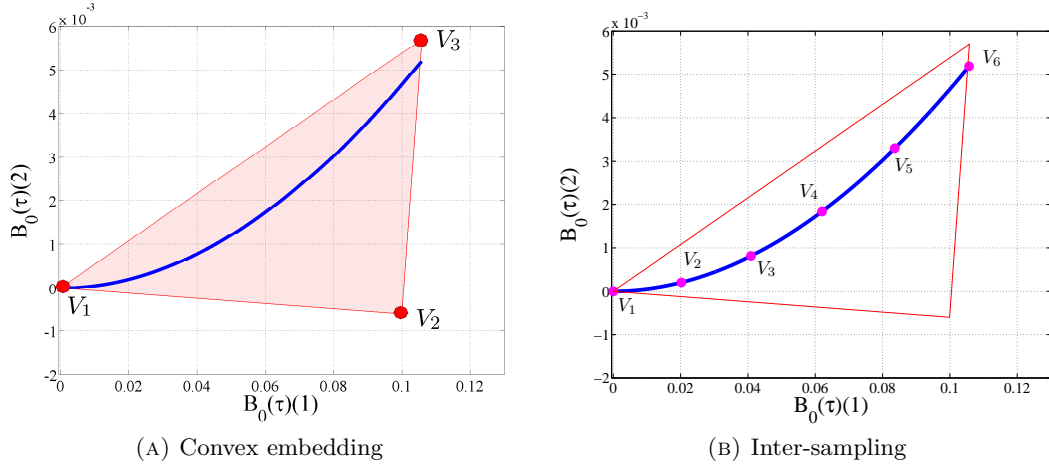 x 10⁻³
6
5
4
3
2
1
0
-1
-2
B₀(τ)(2)
V₁
V₂
V₃
0
0.02
0.04
0.06
0.08
0.1
0.12
B₀(τ)(1)
(A) Convex embedding
x 10⁻³
6
5
4
3
2
1
0
−1
−2
B₀(τ)(2)
V₁
V₂
V₃
V₄
V₅
V₆
0
0.02
0.04
0.06
0.08
0.1
0.12
B₀(τ)(1)
(B) Inter-sampling